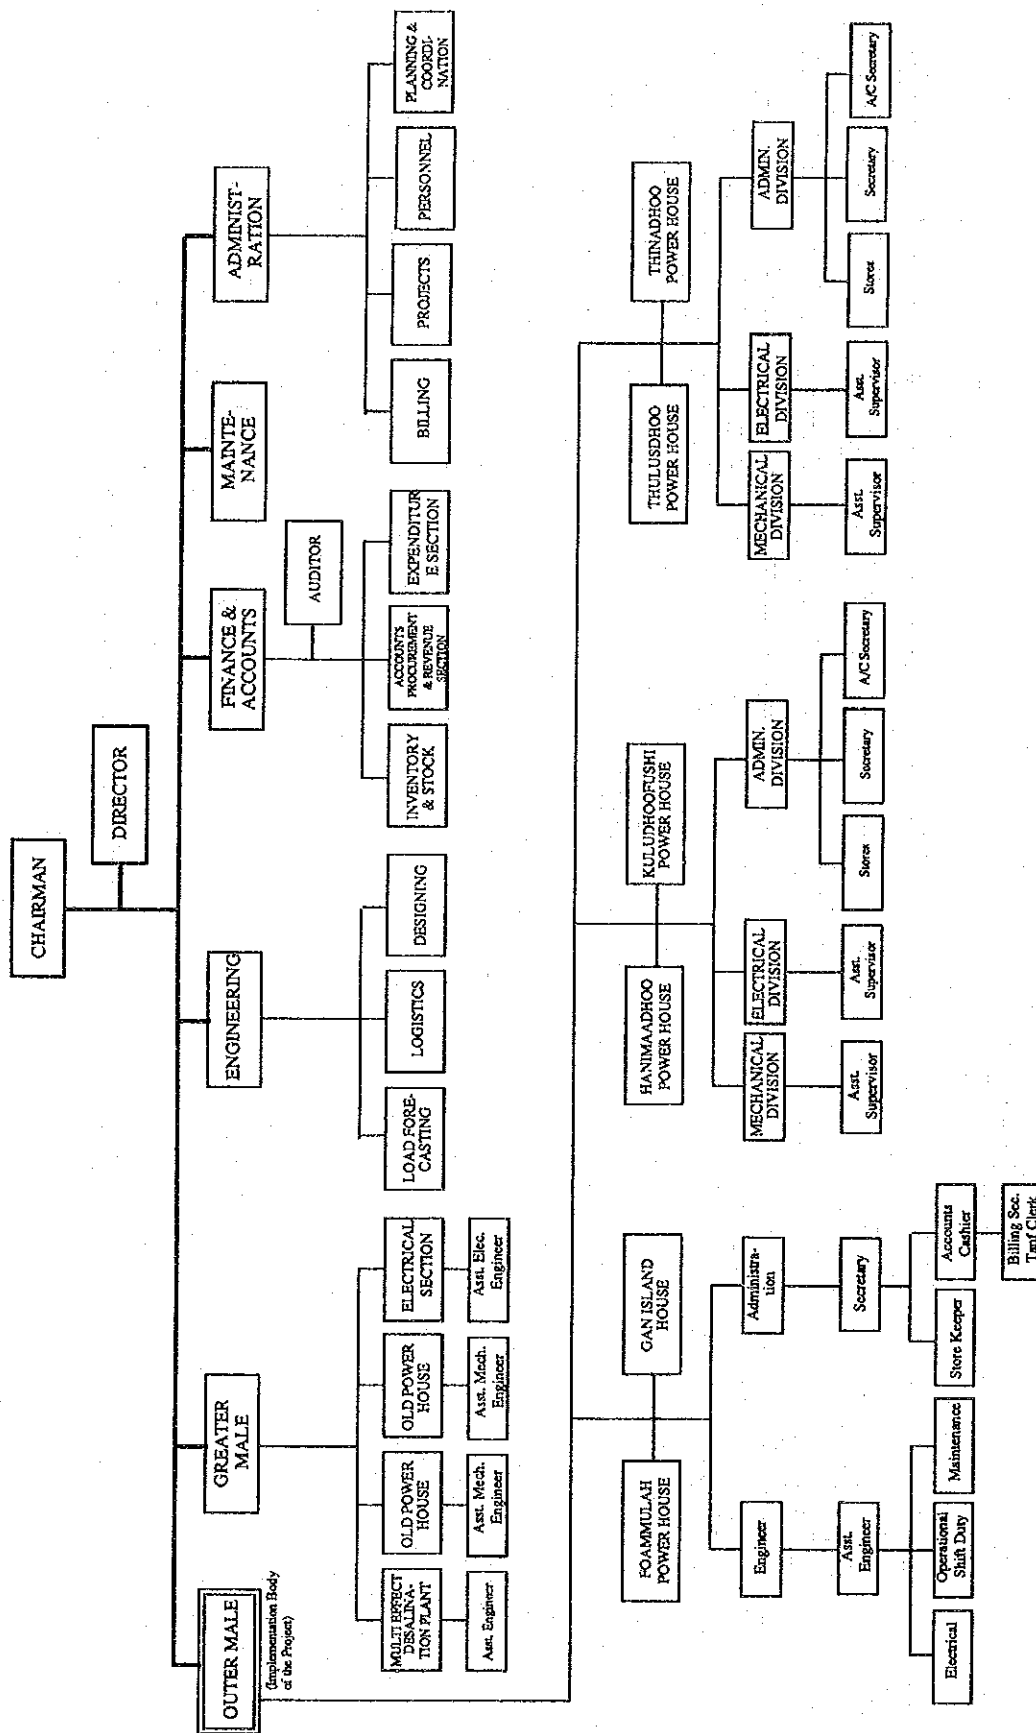 CHAIRMAN
DIRECTOR
OUTER MALE
(Implementation Body
of the Project)
GREATER
MALE
ENGINEERING
FINANCE &
ACCOUNTS
MAINTE-
NANCE
ADMINIST-
RATION
AUDITOR
MULTI EFFECT
DESALINA-
TION PLANT
OLD POWER
HOUSE
OLD POWER
HOUSE
ELECTRICAL
SECTION
LOAD FORE-
CASTING
LOGISTICS
DESIGNING
INVENTORY
& STOCK
ACCOUNTS
PROCUREMENT
& REVENUE
SECTION
EXPENDITUR
E SECTION
BILLING
PROJECTS
PERSONNEL
PLANNING &
COORDI-
NATION
Asst. Engineer
Asst. Mech.
Engineer
Asst. Mech.
Engineer
Asst. Elec.
Engineer
FOAMMULAH
POWER HOUSE
GAN ISLAND
HOUSE
HANIMAADHOO
POWER HOUSE
KULUDHOOFUSHI
POWER HOUSE
THULUSDHOO
POWER HOUSE
THINADHOO
POWER HOUSE
Engineer
Administra-
tion
MECHANICAL
DIVISION
ELECTRICAL
DIVISION
ADMIN.
DIVISION
MECHANICAL
DIVISION
ELECTRICAL
DIVISION
ADMIN.
DIVISION
Asst.
Engineer
Secretary
Asst.
Supervisor
Asst.
Supervisor
Stores
Secretary
A/C Secretary
Asst.
Supervisor
Asst.
Supervisor
Stores
Secretary
A/C Secretary
Electrical
Operational
Shift Duty
Maintenance
Store Keeper
Accounts
Cashier
Billing Sec.
Tarif Clerk